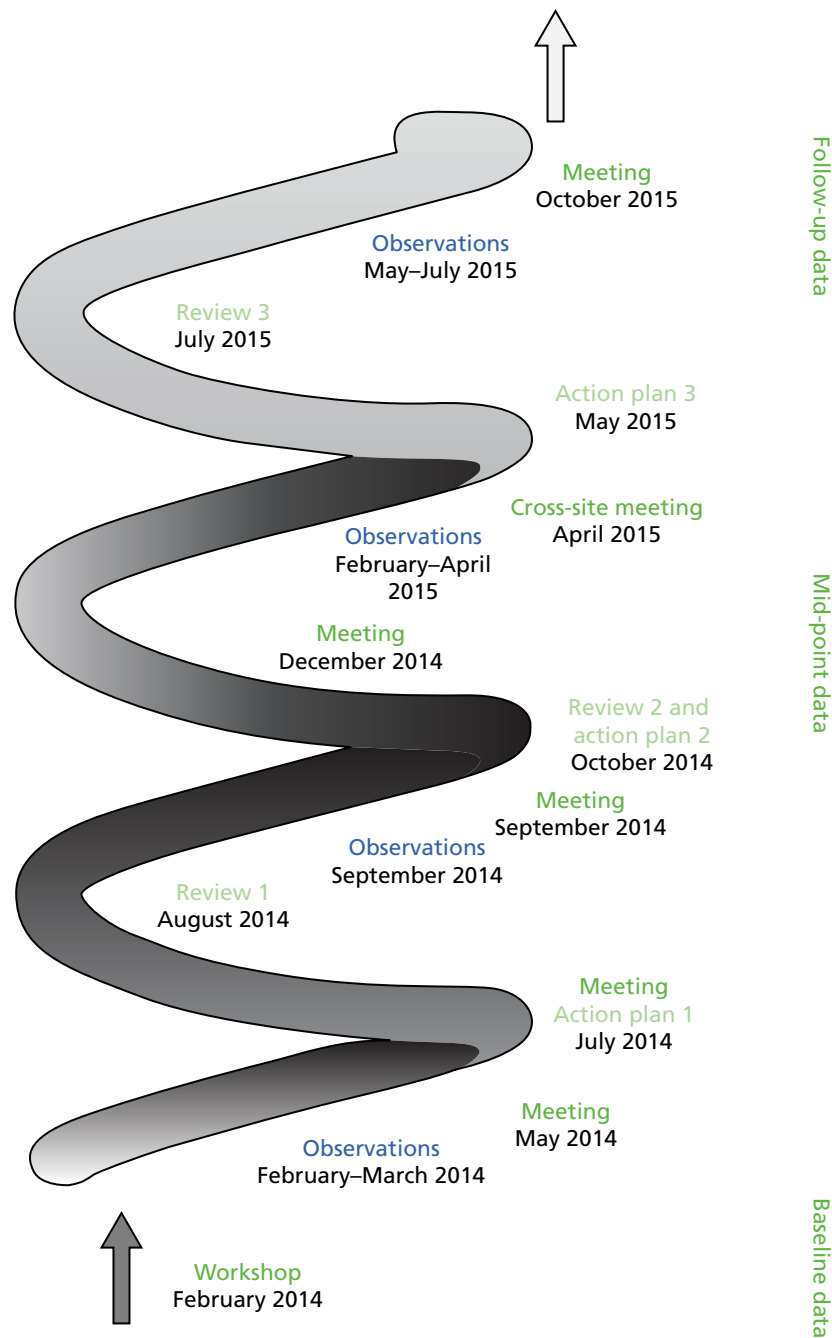 Meeting
October 2015
Observations
May–July 2015
Review 3
July 2015
Action plan 3
May 2015
Cross-site meeting
April 2015
Observations
February–April
2015
Meeting
December 2014
Review 2 and
action plan 2
October 2014
Meeting
September 2014
Observations
September 2014
Review 1
August 2014
Meeting
Action plan 1
July 2014
Meeting
May 2014
Observations
February–March 2014
Workshop
February 2014
Follow-up data
Mid-point data
Baseline data